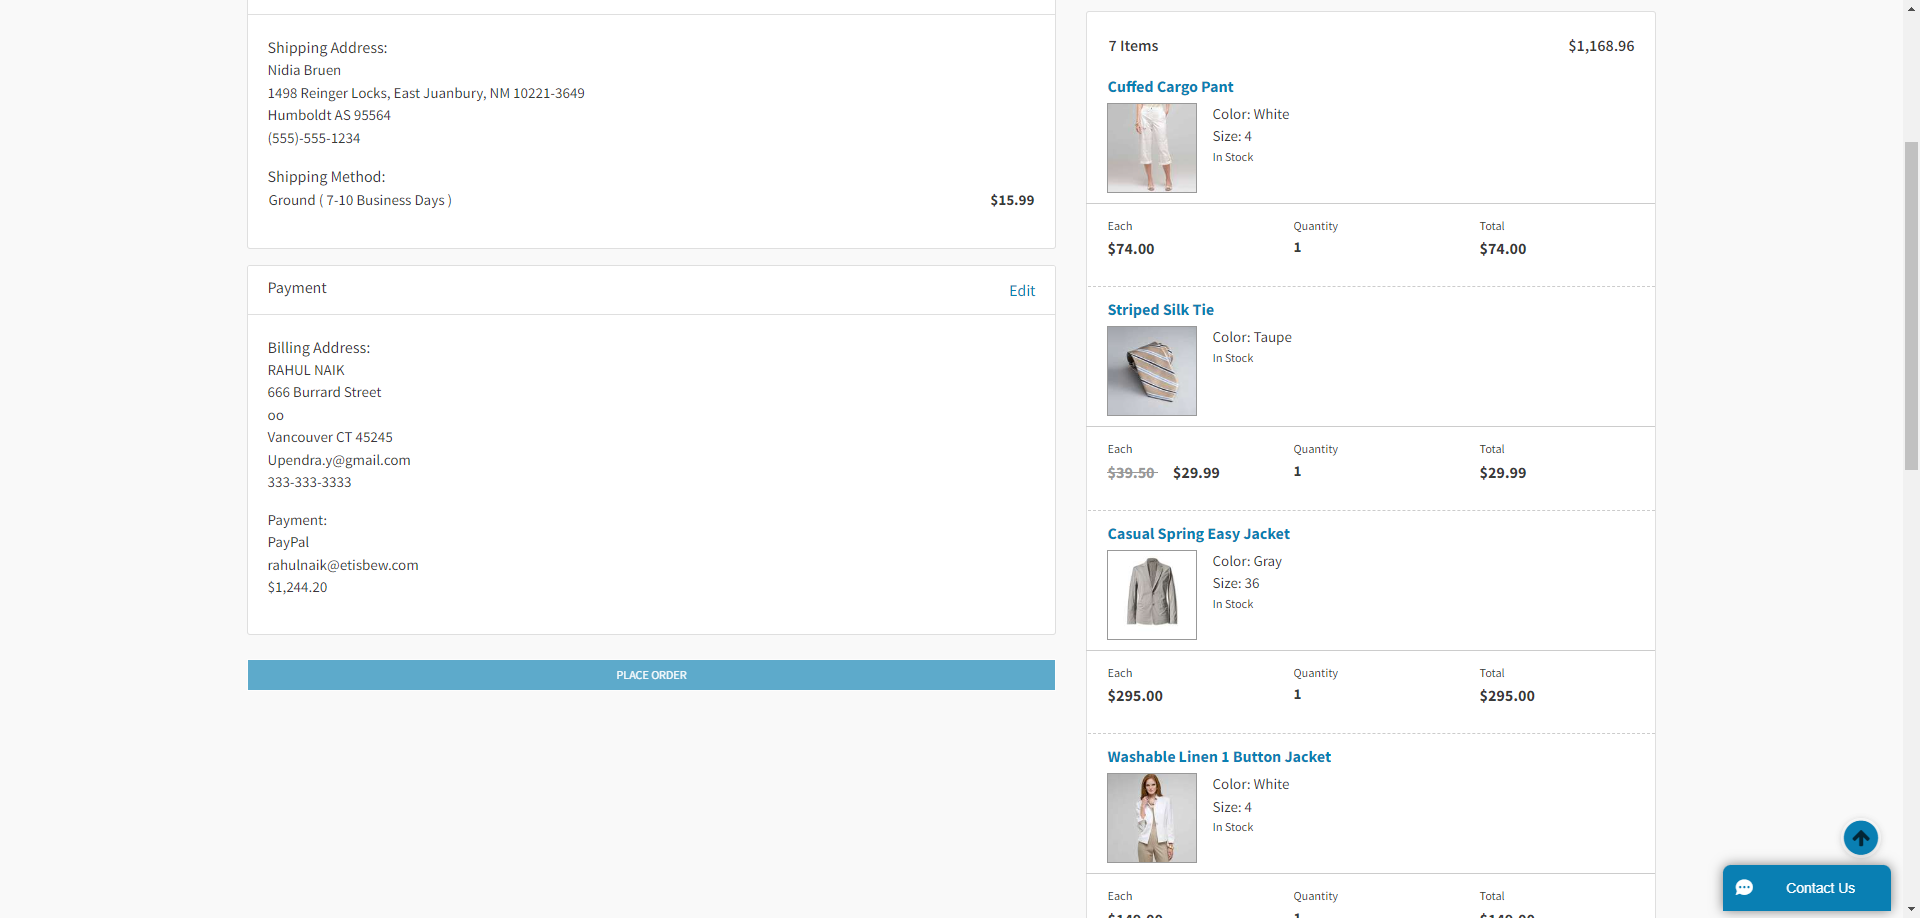 Shipping Address:
Nidia Bruen
1498 Reinger Locks, East Juanbury, NM 10221-3649
Humboldt AS 95564
(555)-555-1234
Shipping Method:
Ground ( 7-10 Business Days ) $15.99
Payment Edit
Billing Address:
RAHUL NAIK
666 Burrard Street
oo
Vancouver CT 45245
Upendra.y@gmail.com
333-333-3333
Payment:
PayPal
rahulnaik@etisbew.com
$1,244.20
PLACE ORDER
7 Items $1,168.96
Cuffed Cargo Pant
Color: White
Size: 4
In Stock
Each Quantity Total
$74.00 1 $74.00
Striped Silk Tie
Color: Taupe
In Stock
Each Quantity Total
$39.50 $29.99 1 $29.99
Casual Spring Easy Jacket
Color: Gray
Size: 36
In Stock
Each Quantity Total
$295.00 1 $295.00
Washable Linen 1 Button Jacket
Color: White
Size: 4
In Stock
Each Quantity Total
Contact Us